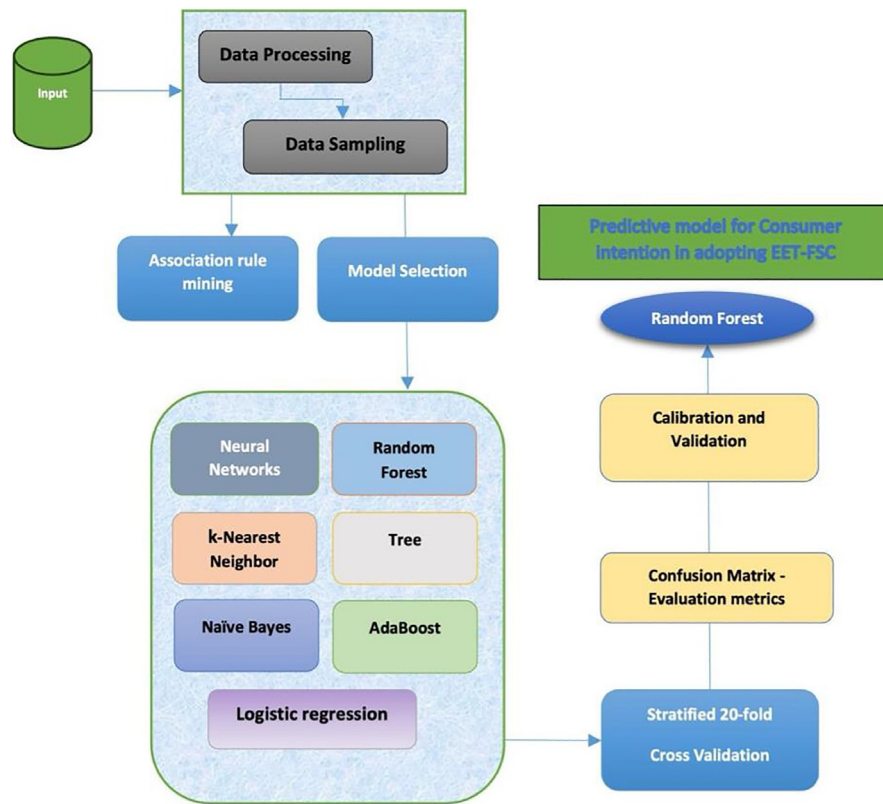 Input
Data Processing
Data Sampling
Association rule
mining
Model Selection
Predictive model for Consumer
Intention in adopting EET-FSC
Random Forest
Calibration and
Validation
Confusion Matrix -
Evaluation metrics
Neural
Networks
Random
Forest
k-Nearest
Neighbor
Tree
Naïve Bayes
AdaBoost
Logistic regression
Stratified 20-fold
Cross Validation